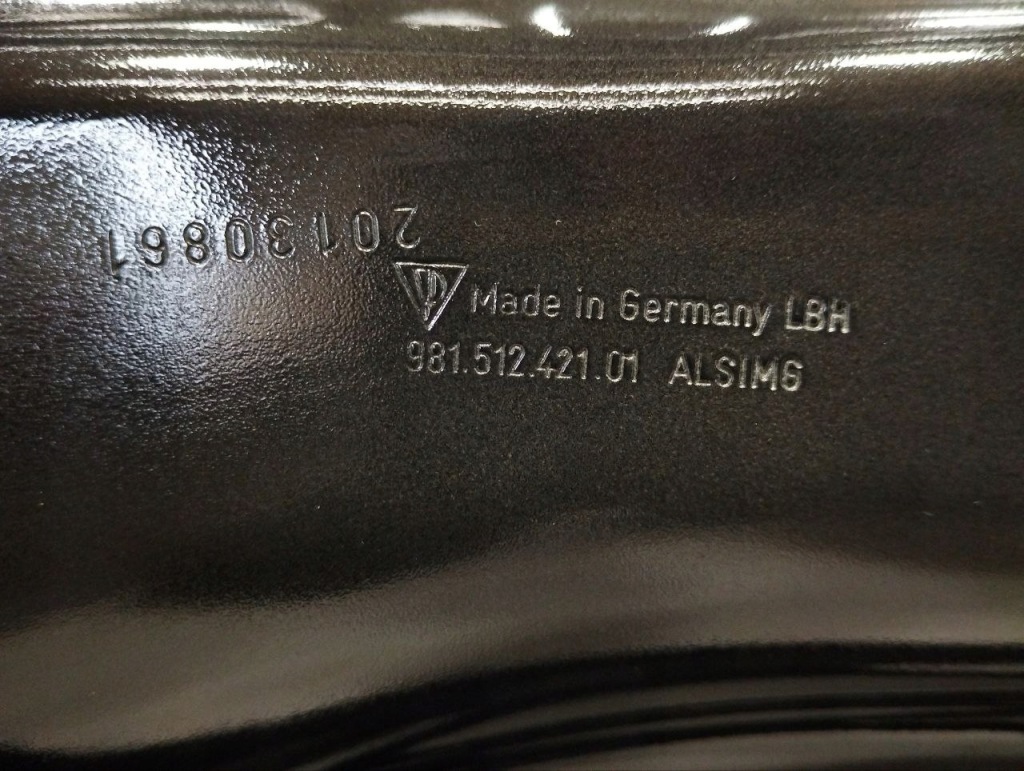 20130861
Made in Germany LBH
981.512.421.01 ALSIMG